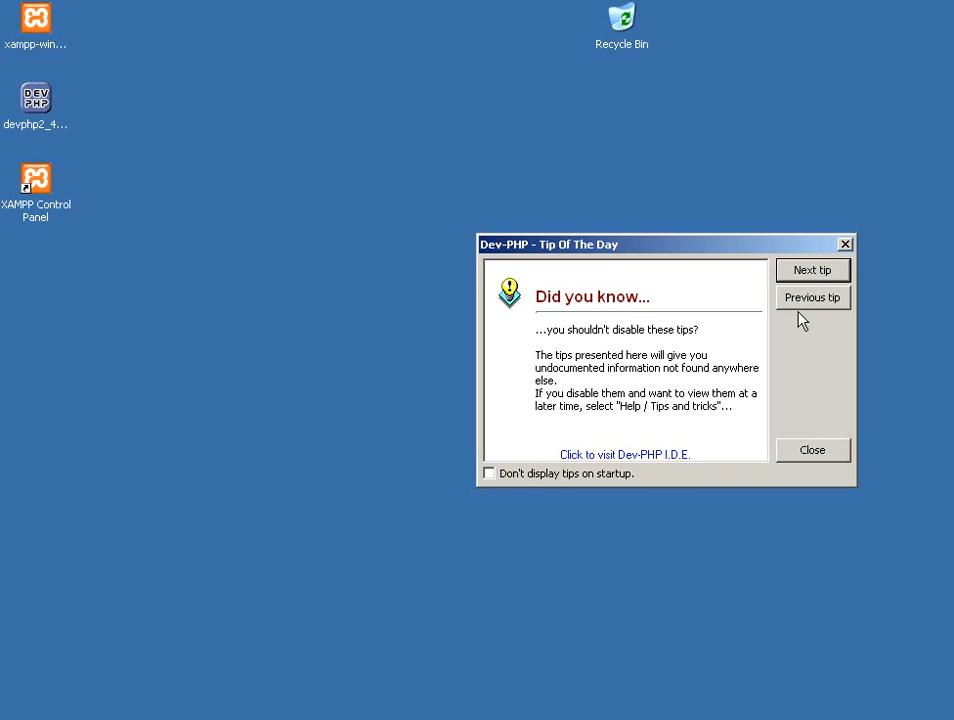 xampp-win...
Recycle Bin
DEV
PHP
devphp2_4...
XAMPP Control
Panel
Dev-PHP - Tip Of The Day
Next tip
Previous tip
Did you know...
...you shouldn't disable these tips?
The tips presented here will give you
undocumented information not found anywhere
else.
If you disable them and want to view them at a
later time, select "Help / Tips and tricks"...
Close
Click to visit Dev-PHP I.D.E.
Don't display tips on startup.